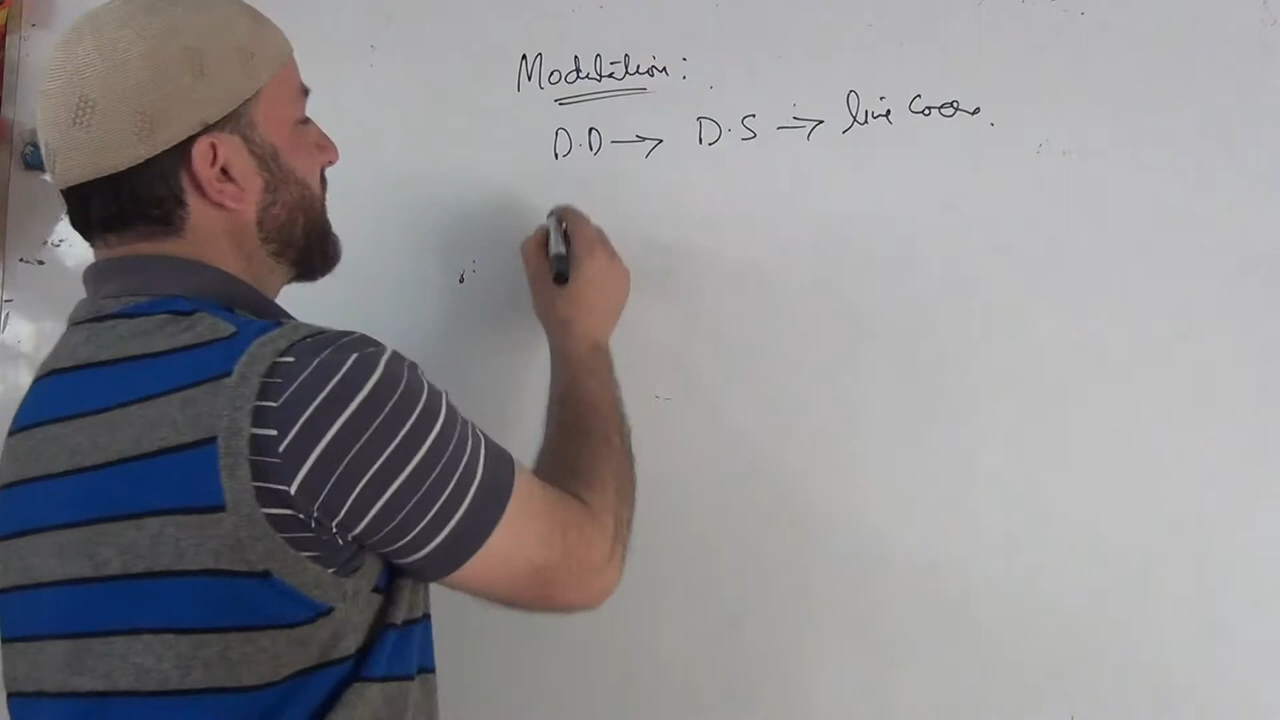 Modulation:
D.D → D.S → line Code.